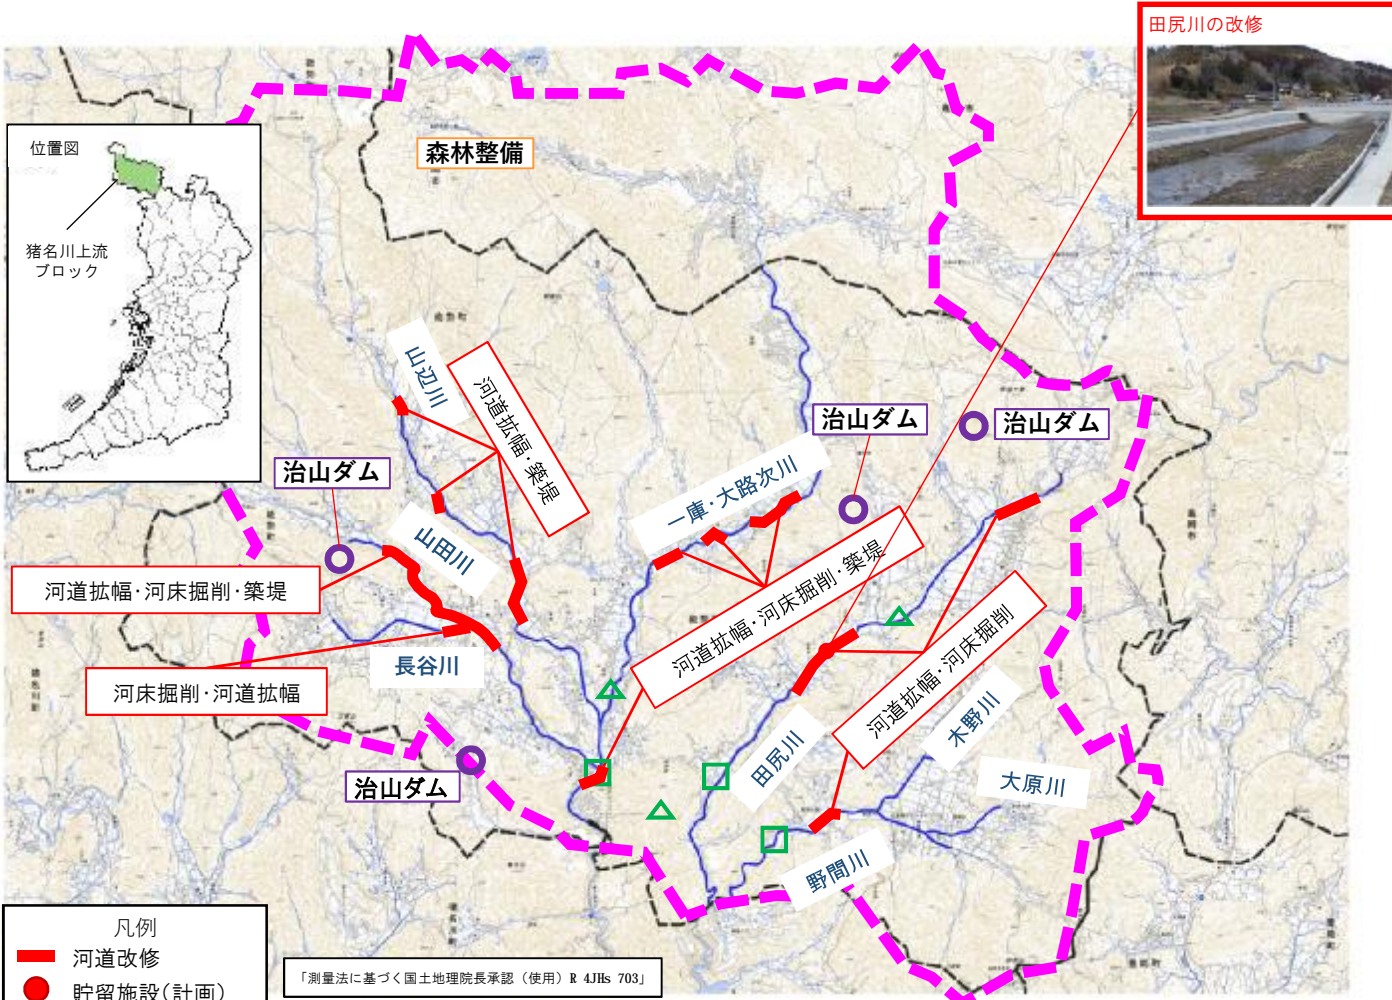 田尻川の改修
位置図
猪名川上流
ブロック
森林整備
山辺川
河道拡幅・築堤
治山ダム
治山ダム
治山ダム
一庫・大路次川
山田川
河道拡幅・河床掘削・築堤
河道拡幅・河床掘削・築堤
長谷川
河床掘削・河道拡幅
河道拡幅・河床掘削
木野川
田尻川
大原川
治山ダム
野間川
凡例
河道改修
貯留施設(計画)
「測量法に基づく国土地理院長承認（使用）R 4JHs 703」